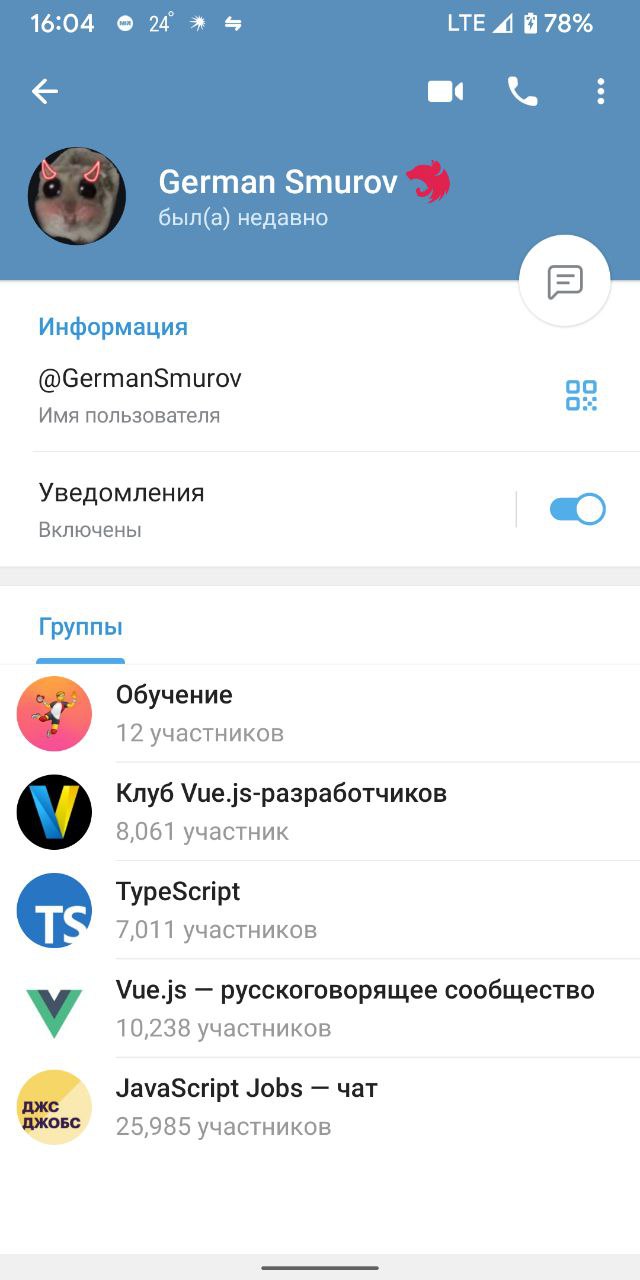 16:04 24° LTE 78%
German Smurov
был(а) недавно
Информация
@GermanSmurov
Имя пользователя
Уведомления
Включены
Группы
Обучение
12 участников
Клуб Vue.js-разработчиков
8,061 участник
TS
TypeScript
7,011 участников
Vue.js — русскоговорящее сообщество
10,238 участников
ДЖС
ДЖОБС
JavaScript Jobs — чат
25,985 участников